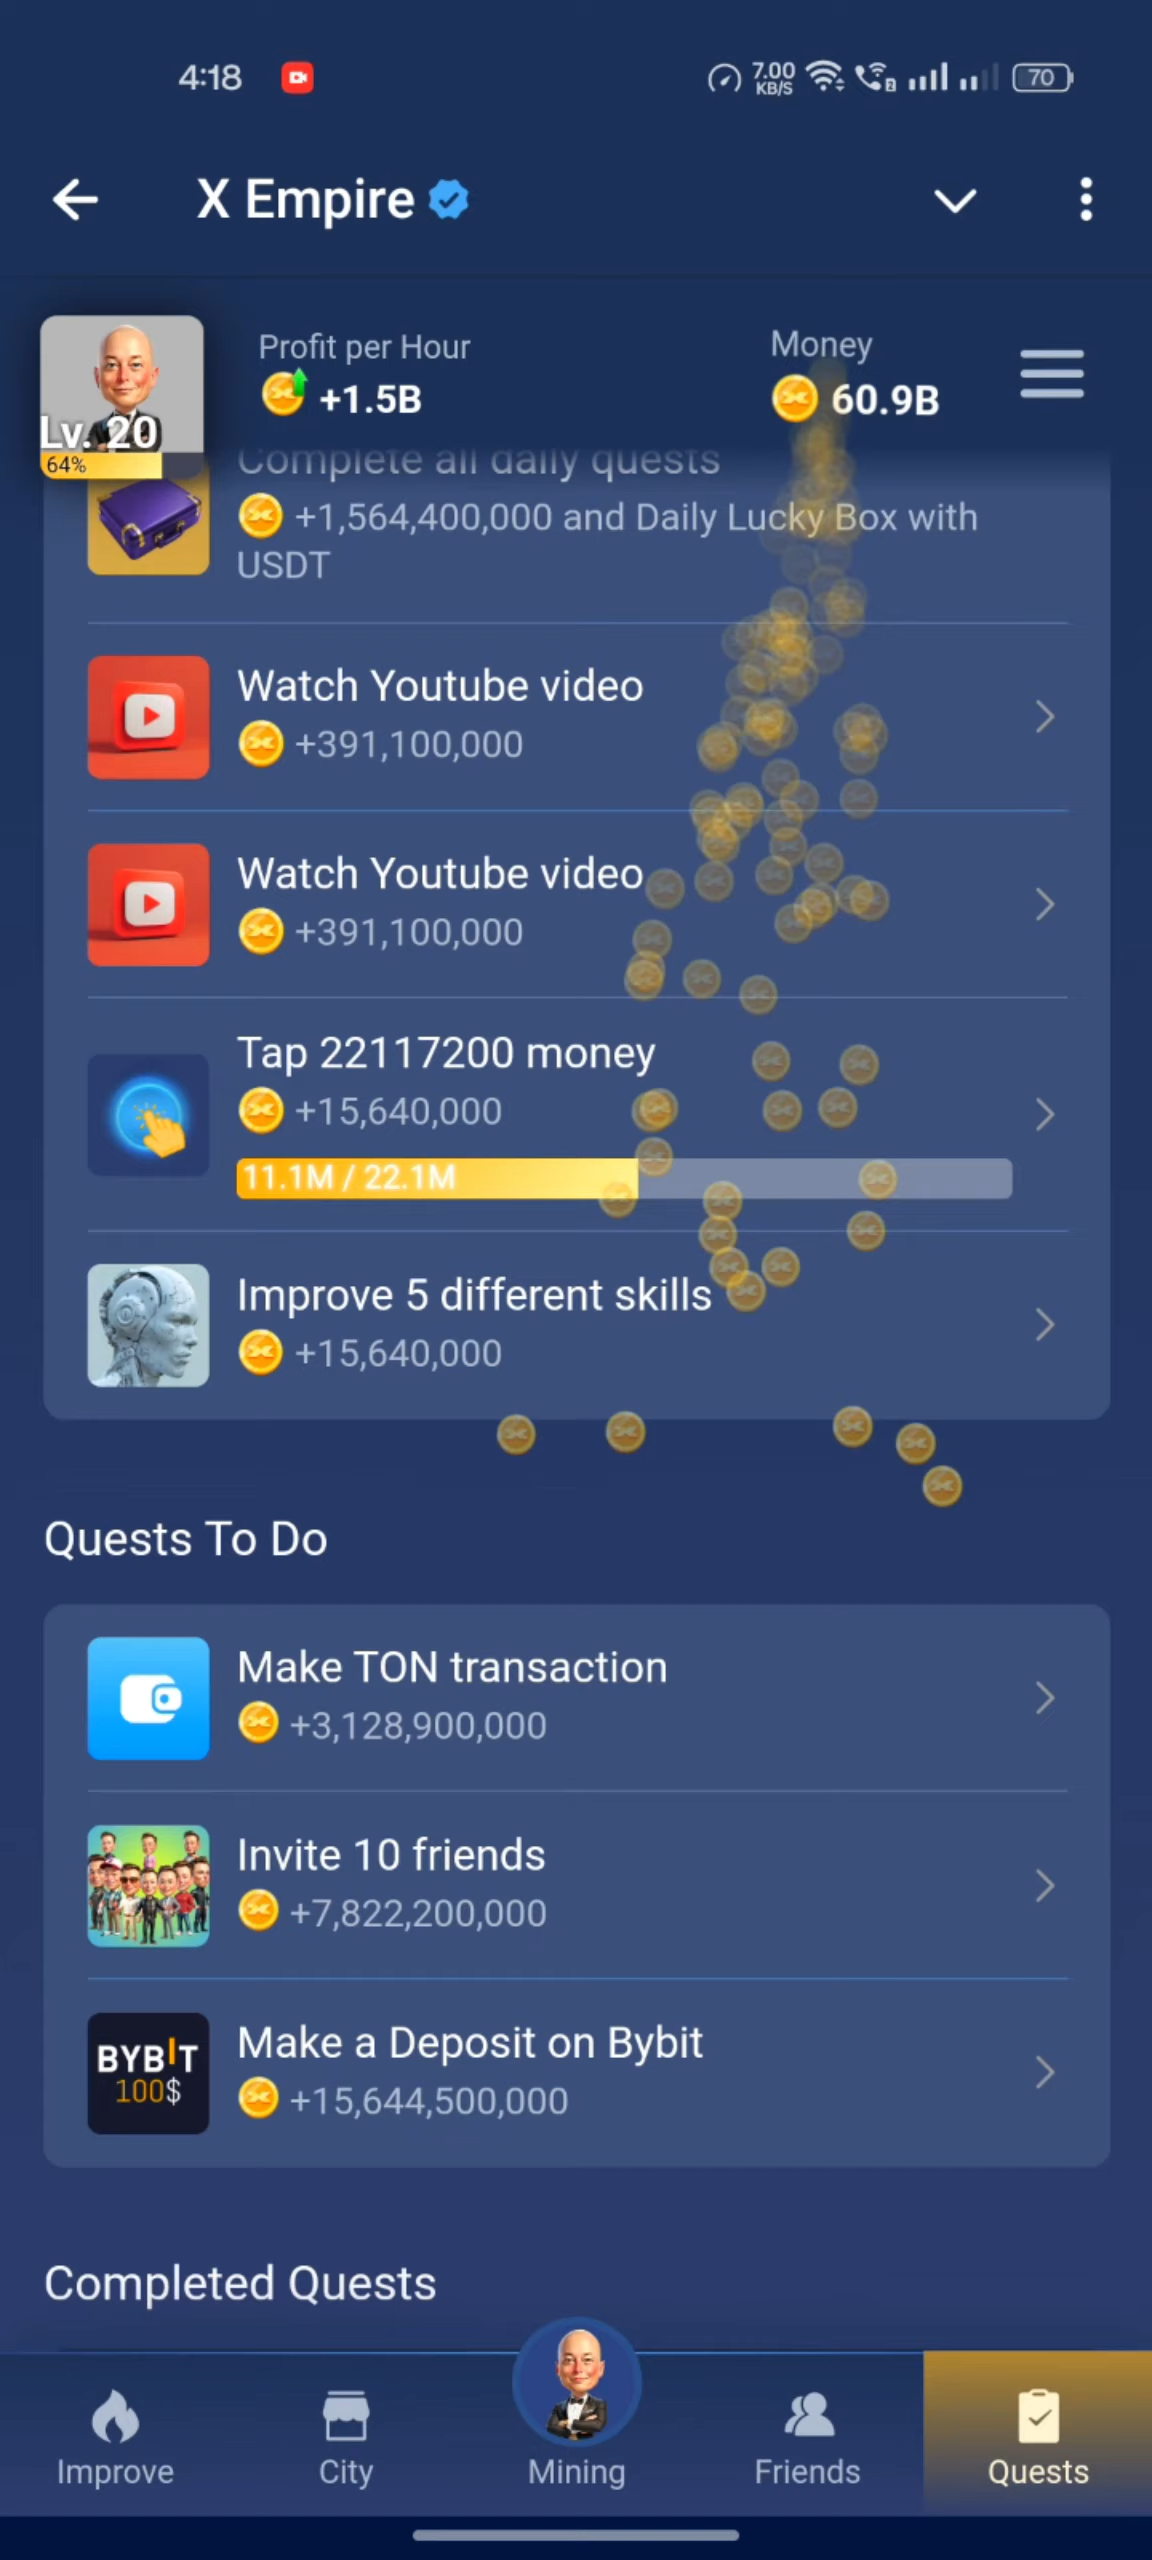 4:18
7.00
KB/S
2
70
X Empire
Profit per Hour
+1.5B
Money
60.9B
Lv. 20
64%
Complete all daily quests
+1,564,400,000 and Daily Lucky Box with
USDT
Watch Youtube video
+391,100,000
Watch Youtube video
+391,100,000
Tap 22117200 money
+15,640,000
11.1M / 22.1M
Improve 5 different skills
+15,640,000
Quests To Do
Make TON transaction
+3,128,900,000
Invite 10 friends
+7,822,200,000
BYBIT
100$
Make a Deposit on Bybit
+15,644,500,000
Completed Quests
Improve
City
Mining
Friends
Quests